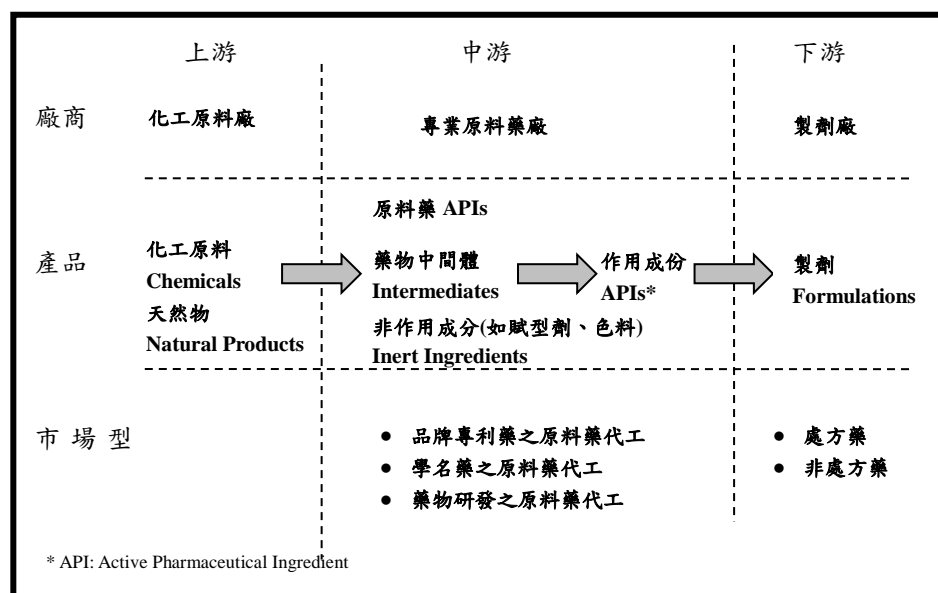 上游 中游 下游
廠商 化工原料廠 專業原料藥廠 製劑廠
原料藥 APIs
產品 化工原料 藥物中間體 作用成份 製劑
Chemicals Intermediates APIs* Formulations
天然物 非作用成分(如賦型劑、色料)
Natural Products Inert Ingredients
市 場 型 ● 品牌專利藥之原料藥代工 ● 處方藥
● 學名藥之原料藥代工 ● 非處方藥
● 藥物研發之原料藥代工
* API: Active Pharmaceutical Ingredient